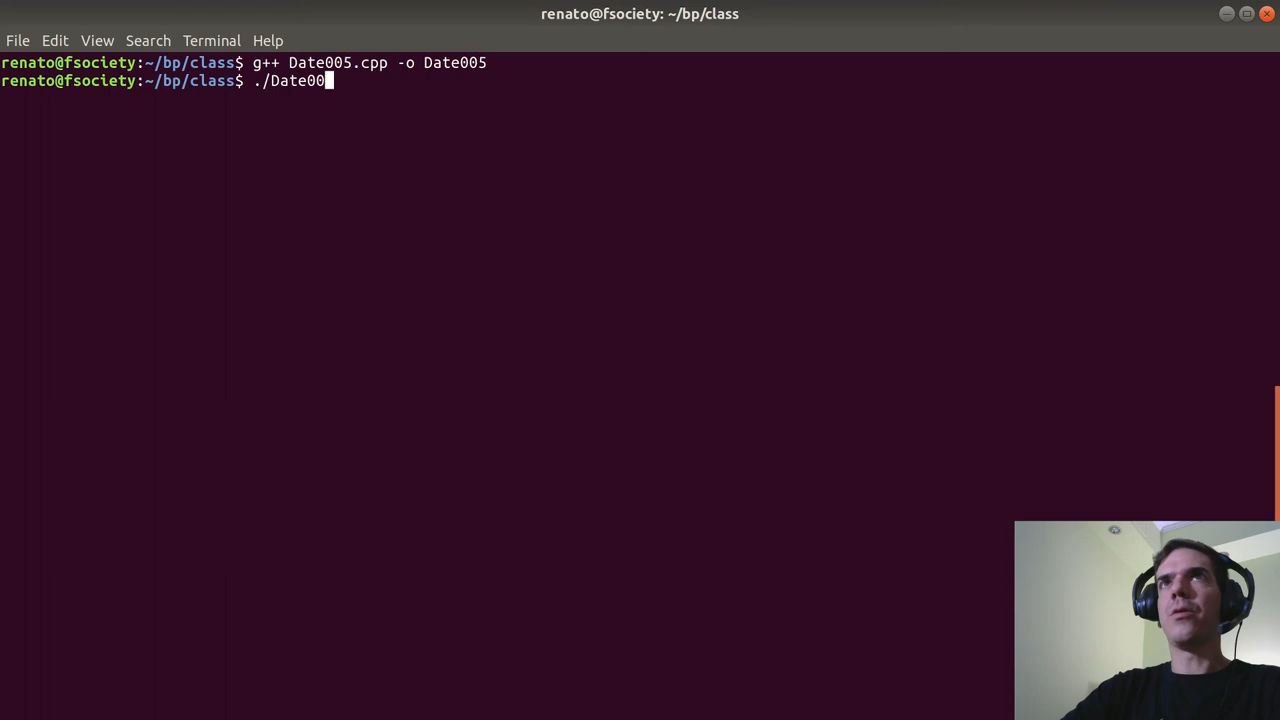 renato@fsociety: ~/bp/class
File Edit View Search Terminal Help
renato@fsociety:~/bp/class$ g++ Date005.cpp -o Date005
renato@fsociety:~/bp/class$ ./Date00